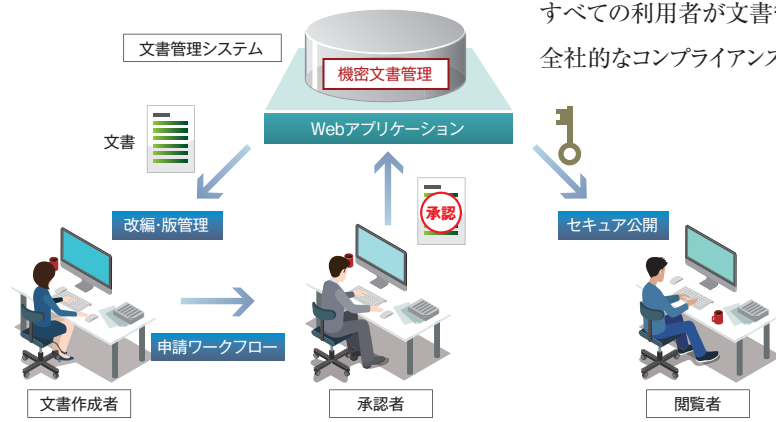 すべての利用者が文書
全社的なコンプライアンス
文書管理システム
機密文書管理
Webアプリケーション
文書
承認
改編・版管理
セキュア公開
申請ワークフロー
文書作成者
承認者
閲覧者